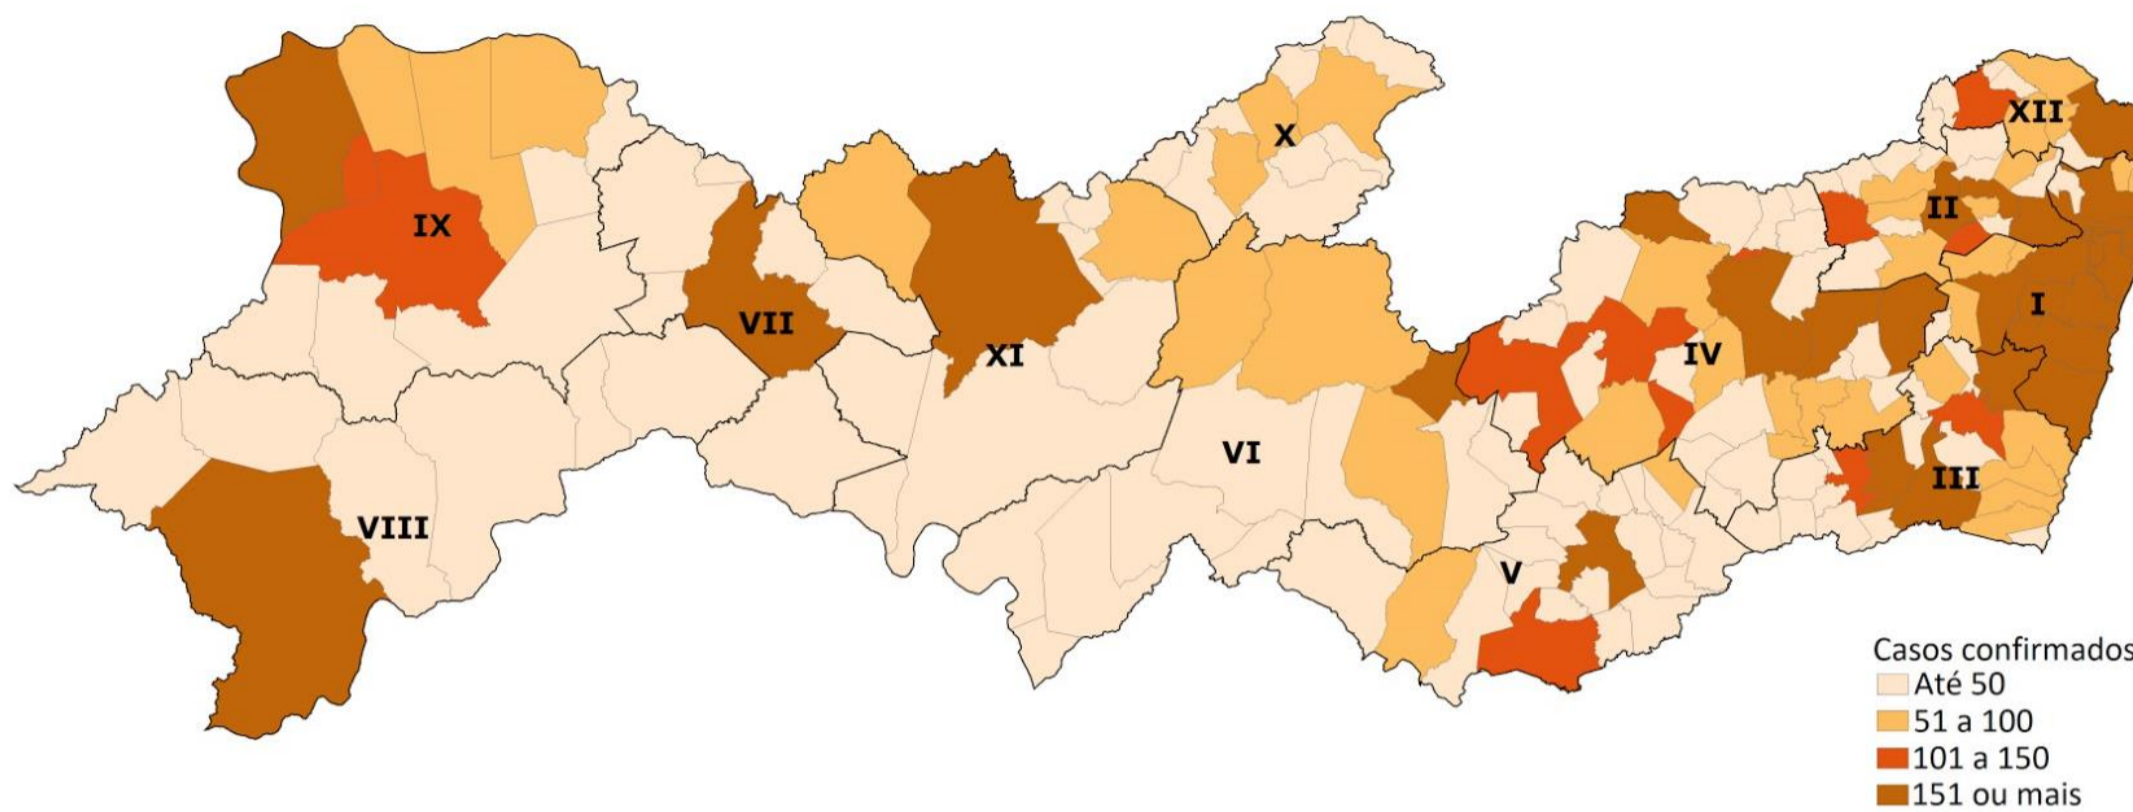 X
XII
II
IX
I
VII
XI
IV
VI
III
VIII
V
Casos confirmados
Até 50
51 a 100
101 a 150
151 ou mais